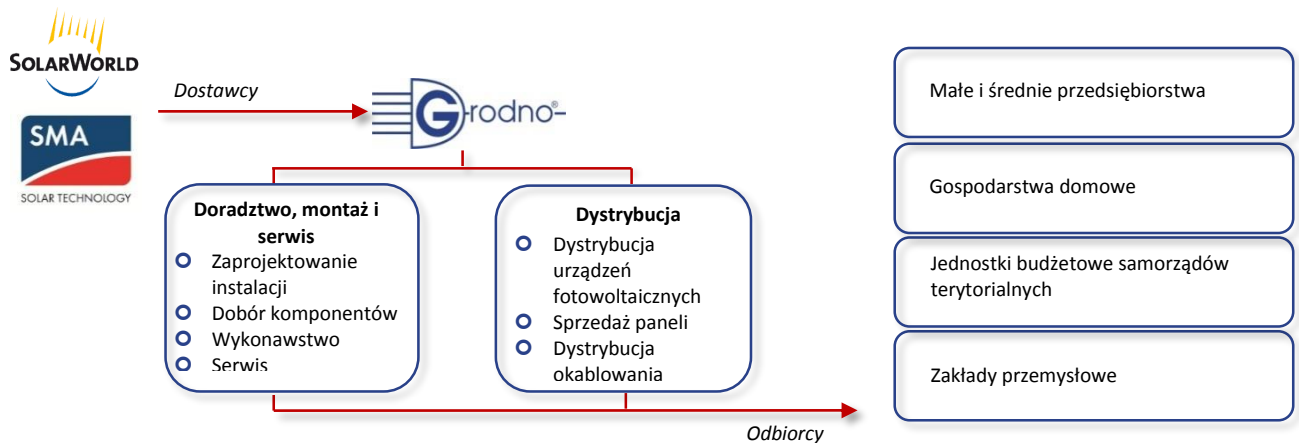 SOLARWORLD
SMA
SOLAR TECHNOLOGY
Dostawcy
G-rodno®
Doradztwo, montaż i
serwis
Zaprojektowanie
instalacji
Dobór komponentów
Wykonawstwo
Serwis
Dystrybucja
Dystrybucja
urządzeń
fotowoltaicznych
Sprzedaż paneli
Dystrybucja
okablowania
Odbiorcy
Małe i średnie przedsiębiorstwa
Gospodarstwa domowe
Jednostki budżetowe samorządów
terytorialnych
Zakłady przemysłowe